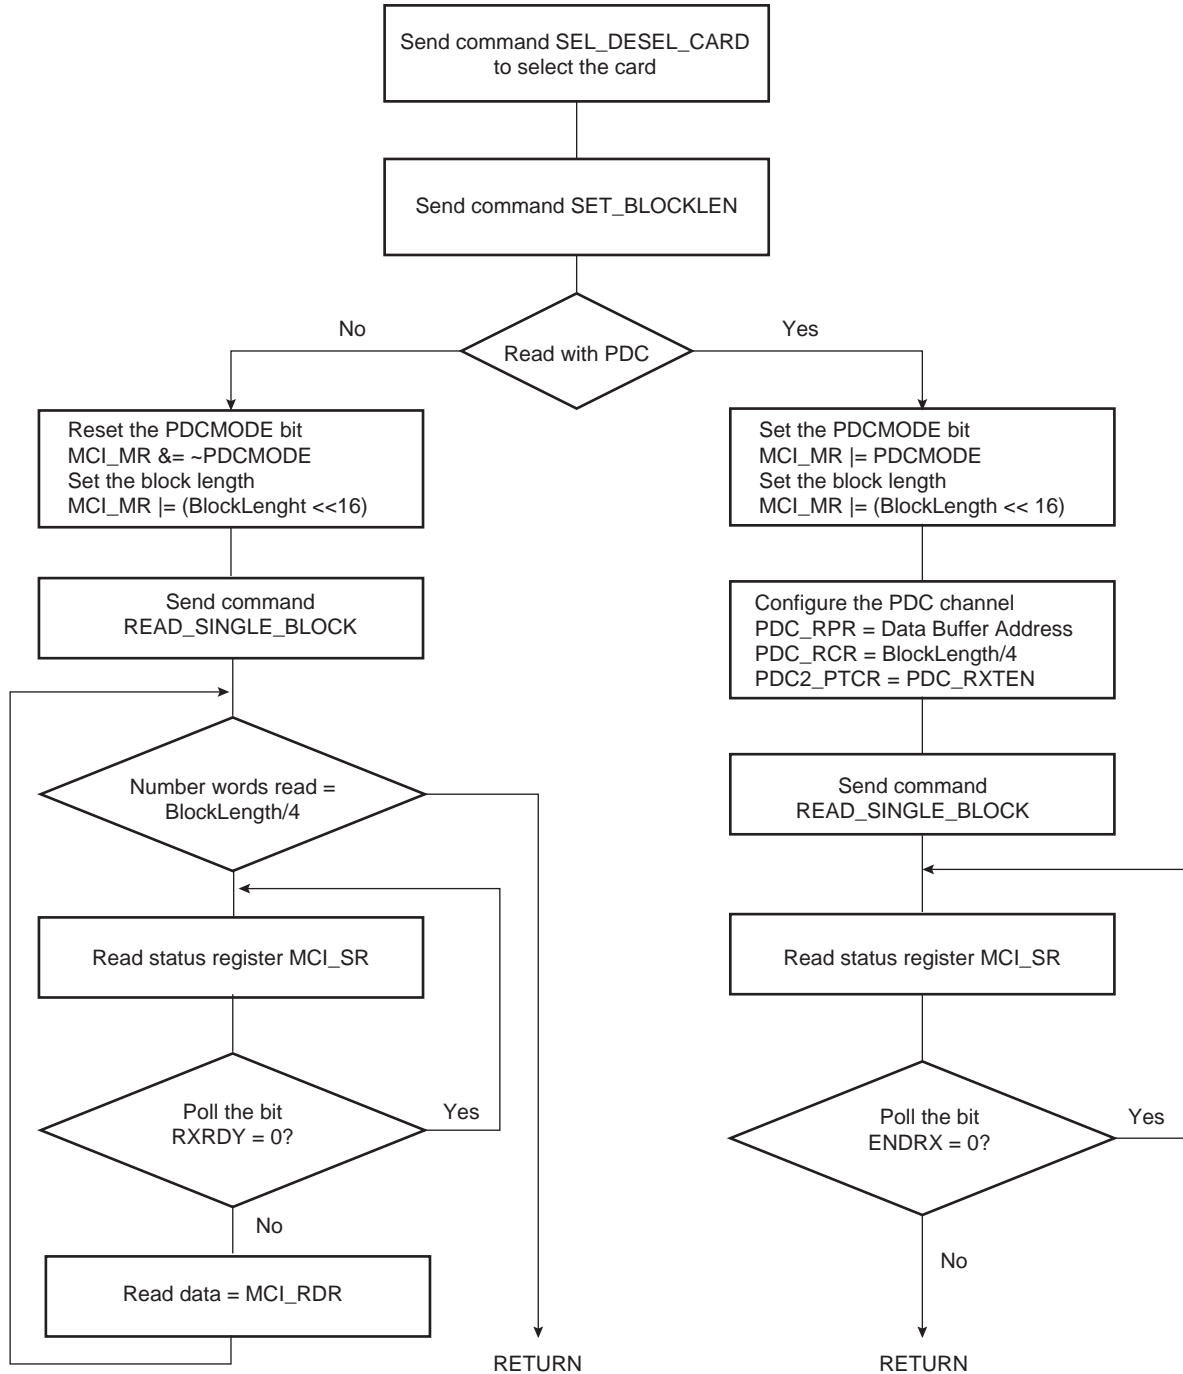 Send command SEL_DESEL_CARD
to select the card
Send command SET_BLOCKLEN
No
Yes
Read with PDC
Reset the PDCMODE bit
MCI_MR &= ~PDCMODE
Set the block length
MCI_MR |= (BlockLenght <<16)
Set the PDCMODE bit
MCI_MR |= PDCMODE
Set the block length
MCI_MR |= (BlockLength << 16)
Send command
READ_SINGLE_BLOCK
Configure the PDC channel
PDC_RPR = Data Buffer Address
PDC_RCR = BlockLength/4
PDC2_PTCR = PDC_RXTEN
Number words read =
BlockLength/4
Send command
READ_SINGLE_BLOCK
Read status register MCI_SR
Read status register MCI_SR
Poll the bit
RXRDY = 0?
Yes
Poll the bit
ENDRX = 0?
Yes
No
No
Read data = MCI_RDR
RETURN
RETURN